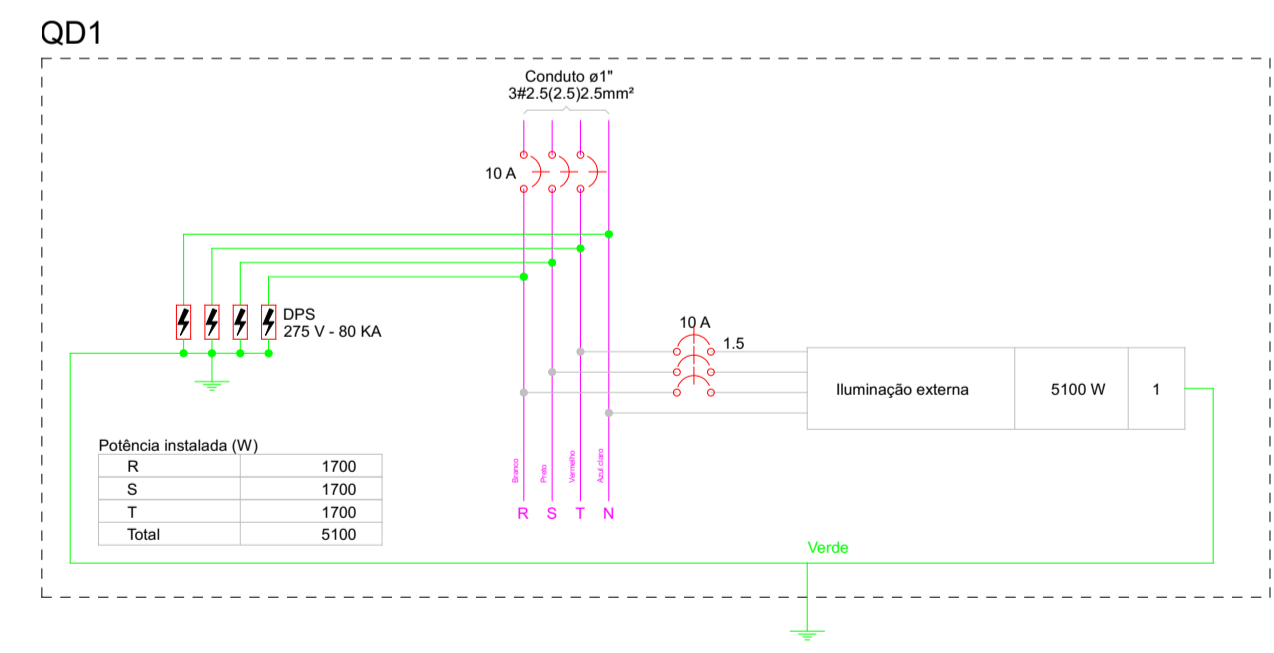 QD1
Conduto ø1"
3#2.5(2.5)2.5mm²
10 A
DPS
275 V - 80 KA
10 A
1.5
Iluminação externa 5100 W 1
Potência instalada (W)
R 1700
S 1700
T 1700
Total 5100
Branco
Preto
Vermelho
Azul claro
R S T N
Verde